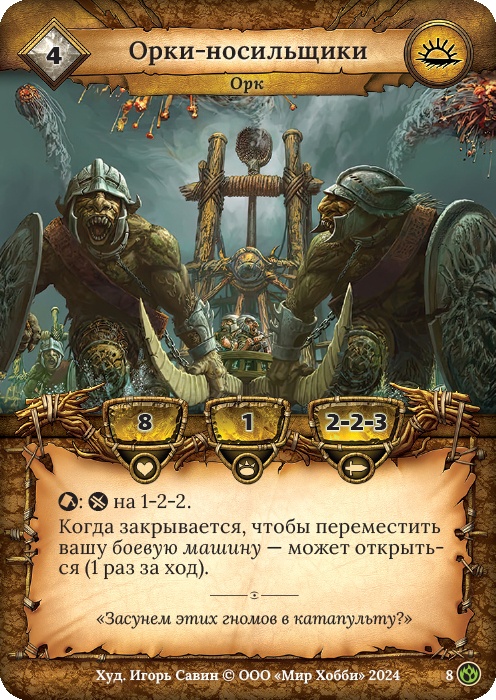 4
Орки-носильщики
Орк
8
1
2-2-3
: на 1-2-2.
Когда закрывается, чтобы переместить
вашу боевую машину — может открыть-
ся (1 раз за ход).
«Засунем этих гномов в катапульту?»
Худ. Игорь Савин © ООО «Мир Хобби» 2024
8